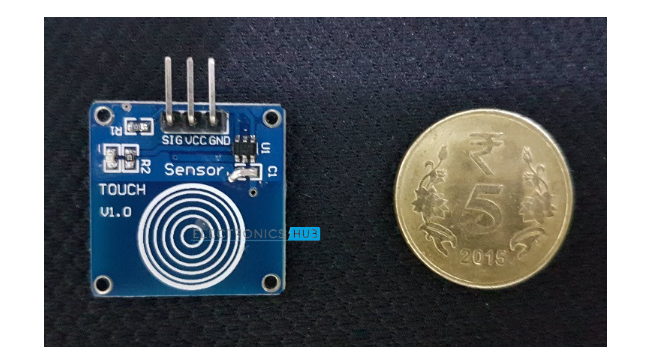 SIG VCC GND
R1
U1
R2
Sensor
C1
TOUCH
V1.0
ELECTRONICS HUB
₹
5
2015